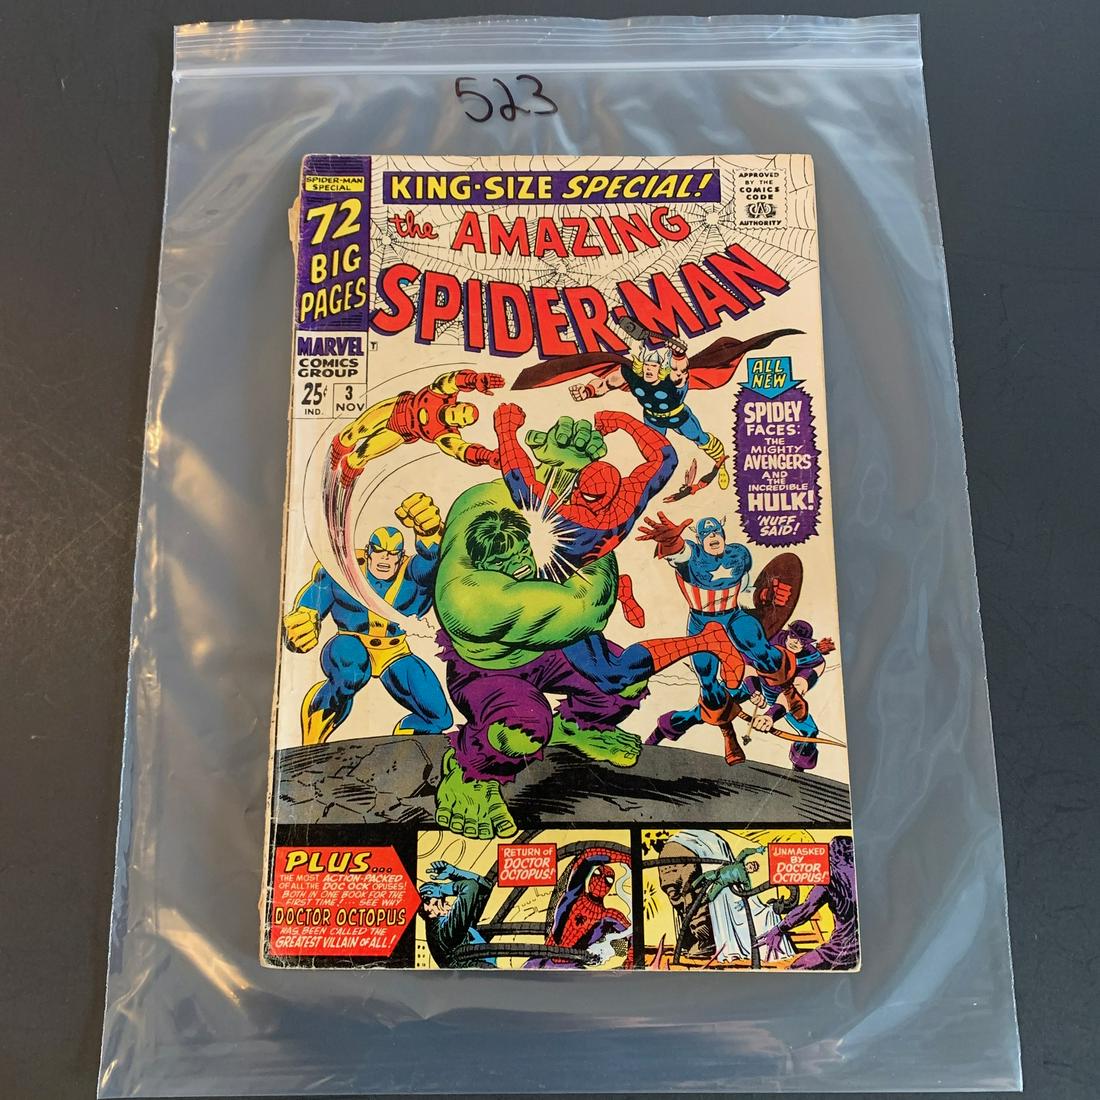 523
SPIDER-MAN
SPECIAL
72
BIG
PAGES
KING-SIZE SPECIAL!
APPROVED
BY THE
COMICS
CODE
CA
AUTHORITY
the AMAZING
SPIDER-MAN
MARVEL
COMICS
GROUP
25¢
IND.
3
NOV
T
ALL
NEW
SPIDEY
FACES:
THE
MIGHTY
AVENGERS
AND
THE
INCREDIBLE
HULK!
'NUFF
SAID!
PLUS...
THE MOST ACTION-PACKED
OF ALL THE DOC OCK OPUSES!
BOTH IN ONE BOOK FOR THE
FIRST TIME!... SEE WHY
DOCTOR OCTOPUS
HAS BEEN CALLED THE
GREATEST VILLAIN OF ALL!
RETURN OF
DOCTOR
OCTOPUS!
'UNMASKED
BY
DOCTOR
OCTOPUS!